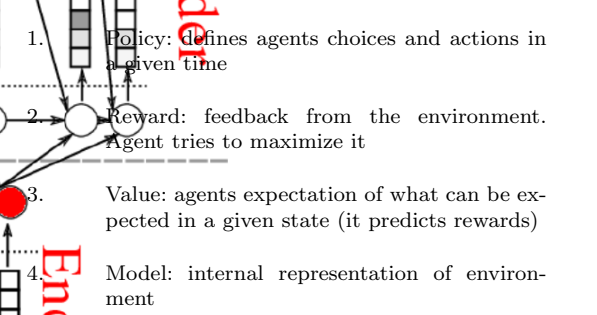 der
1. Policy: defines agents choices and actions in
a given time
2. Reward: feedback from the environment.
Agent tries to maximize it
3. Value: agents expectation of what can be ex-
pected in a given state (it predicts rewards)
4. Model: internal representation of environ-
ment
Enc